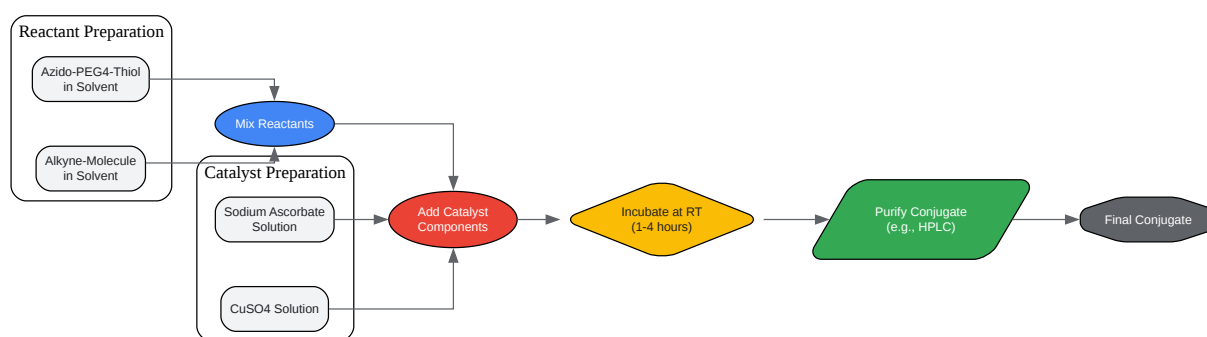 Reactant Preparation
Azido-PEG4-Thiol
in Solvent
Alkyne-Molecule
in Solvent
Mix Reactants
Catalyst Preparation
Sodium Ascorbate
Solution
CuSO4 Solution
Add Catalyst
Components
Incubate at RT
(1-4 hours)
Purify Conjugate
(e.g., HPLC)
Final Conjugate